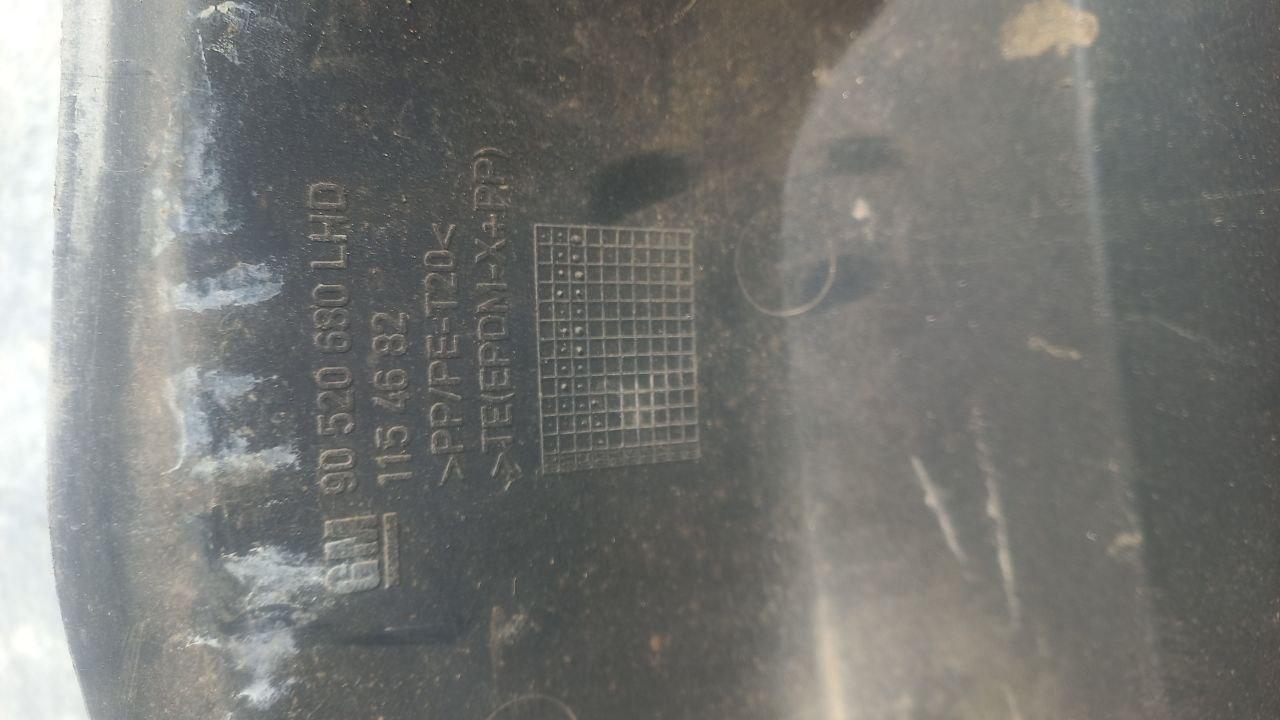 GM 90 520 680 LHD
115 46 82
>PP/PE-T20<
>TE(EPDM-X+PP)